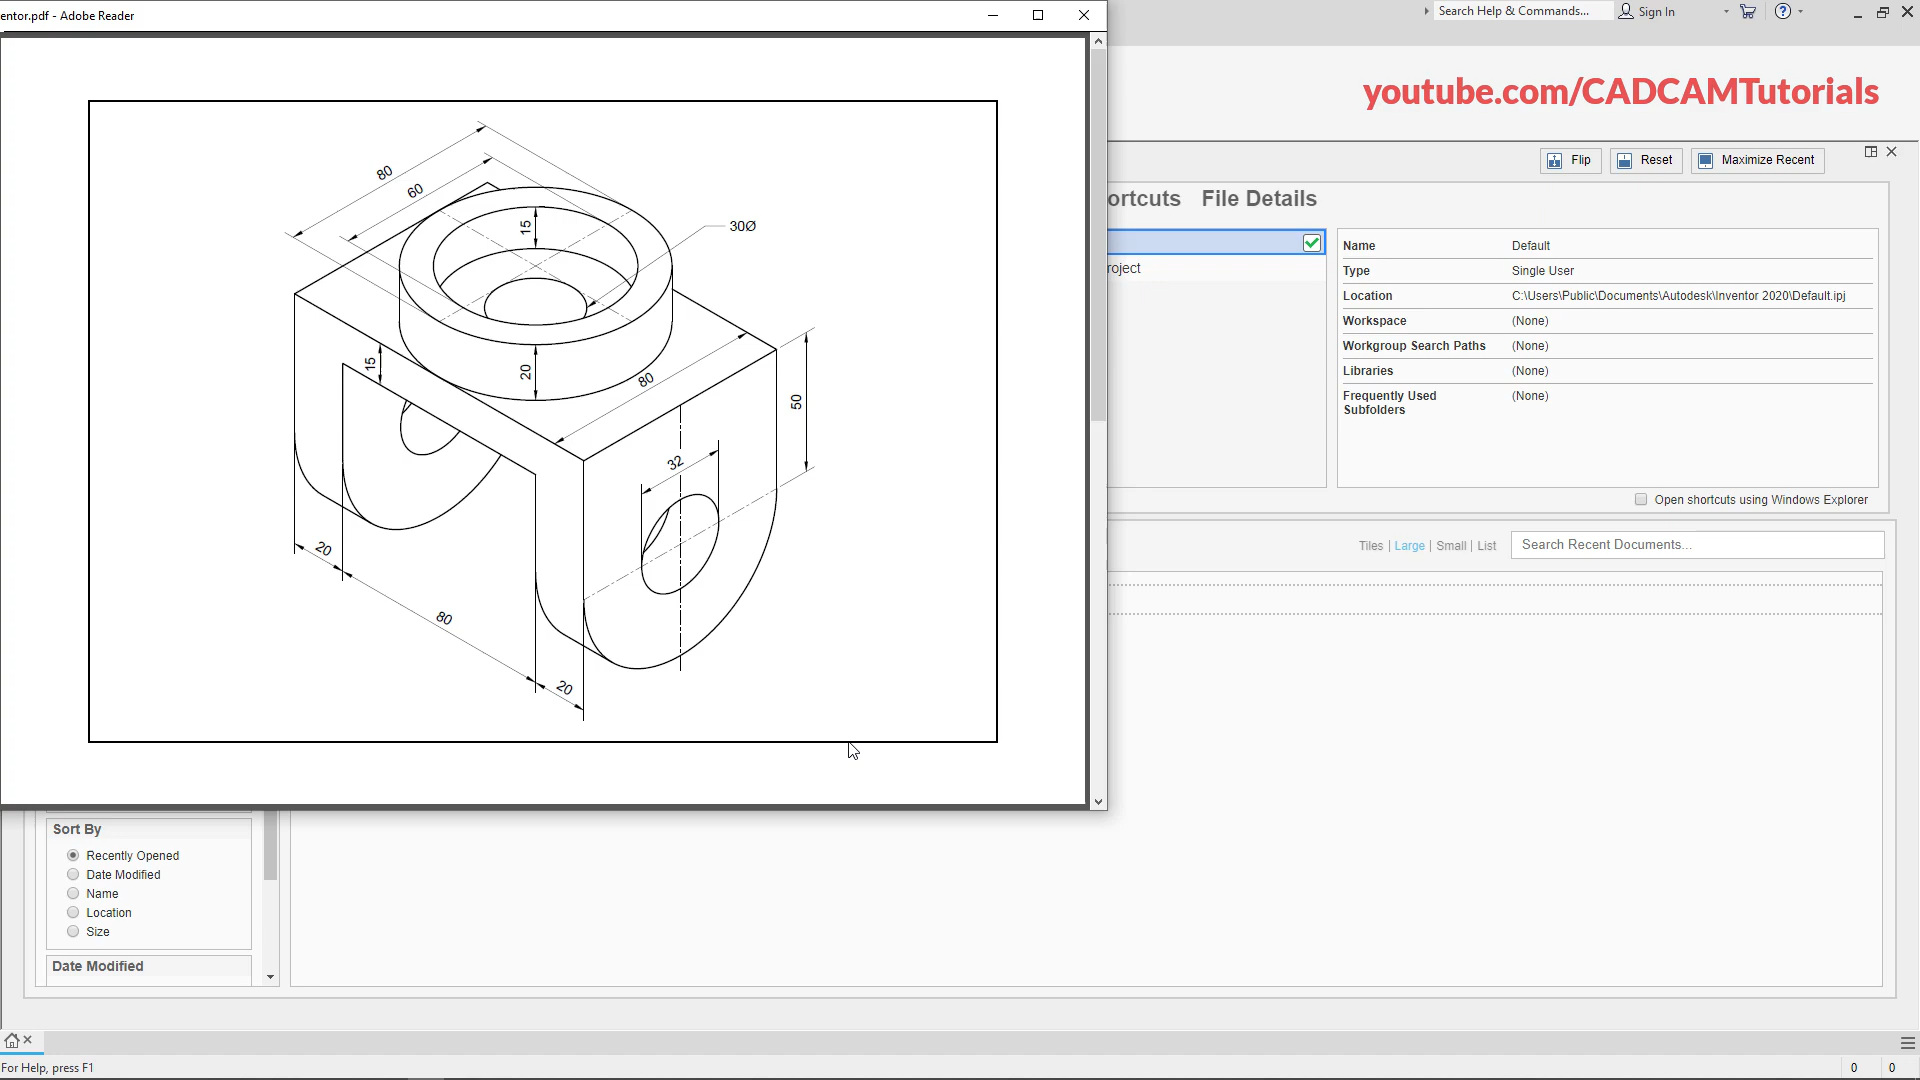 entor.pdf - Adobe Reader
Search Help & Commands...
Sign In
youtube.com/CADCAMTutorials
Flip
Reset
Maximize Recent
ortcuts
File Details
roject
Name Default
Type Single User
Location C:\Users\Public\Documents\Autodesk\Inventor 2020\Default.ipj
Workspace (None)
Workgroup Search Paths (None)
Libraries (None)
Frequently Used (None)
Subfolders
Open shortcuts using Windows Explorer
Tiles | Large | Small | List
Search Recent Documents...
80
60
15
30Ø
15
20
80
50
32
20
80
20
Sort By
Recently Opened
Date Modified
Name
Location
Size
Date Modified
For Help, press F1
0 0